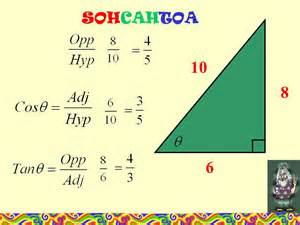 SOHCAHTOA
Opp/Hyp 8/10 = 4/5
10
8
Cosθ = Adj/Hyp 6/10 = 3/5
θ
6
Tanθ = Opp/Adj 8/6 = 4/3